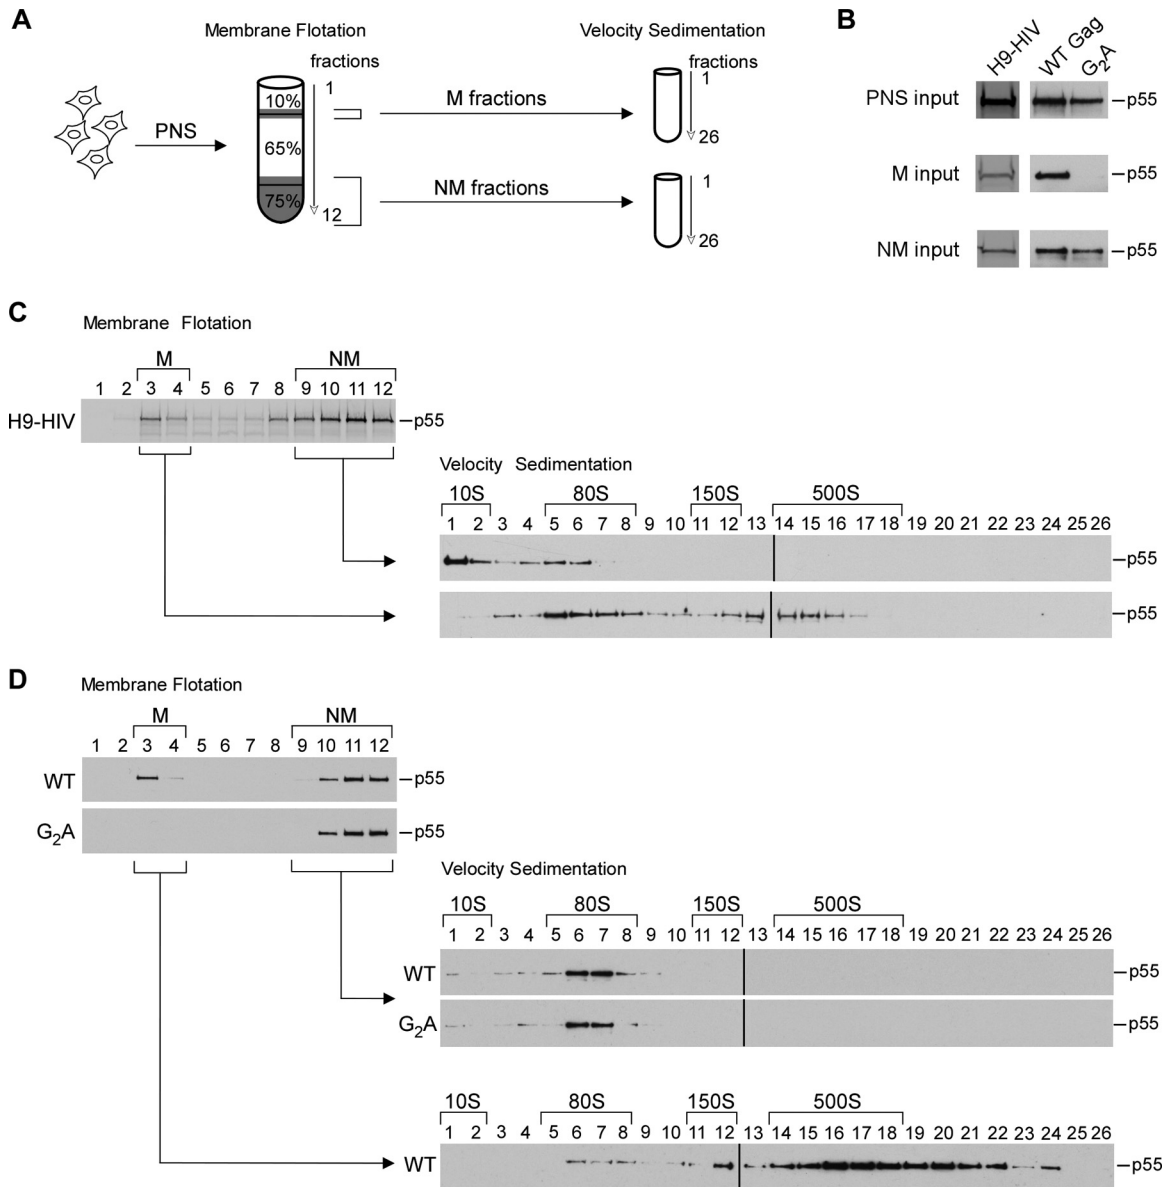 A
Membrane Flotation
Velocity Sedimentation
fractions
1
10%
65%
75%
12
PNS
M fractions
NM fractions
fractions
1
26
1
26
B
H9-HIV
WT Gag
G2A
PNS input
p55
M input
p55
NM input
p55
C
Membrane Flotation
M NM
1 2 3 4 5 6 7 8 9 10 11 12
H9-HIV p55
Velocity Sedimentation
10S 80S 150S 500S
1 2 3 4 5 6 7 8 9 10 11 12 13 14 15 16 17 18 19 20 21 22 23 24 25 26
p55
p55
D
Membrane Flotation
M NM
1 2 3 4 5 6 7 8 9 10 11 12
WT p55
G2A p55
Velocity Sedimentation
10S 80S 150S 500S
1 2 3 4 5 6 7 8 9 10 11 12 13 14 15 16 17 18 19 20 21 22 23 24 25 26
WT p55
G2A p55
10S 80S 150S 500S
1 2 3 4 5 6 7 8 9 10 11 12 13 14 15 16 17 18 19 20 21 22 23 24 25 26
WT p55